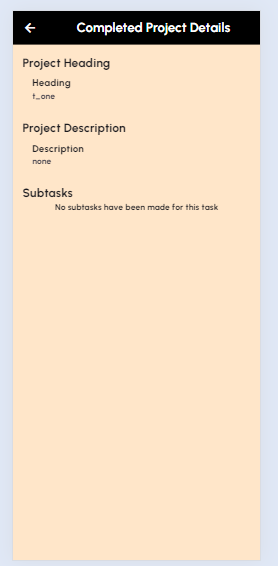 Completed Project Details
Project Heading
Heading
t_one
Project Description
Description
none
Subtasks
No subtasks have been made for this task